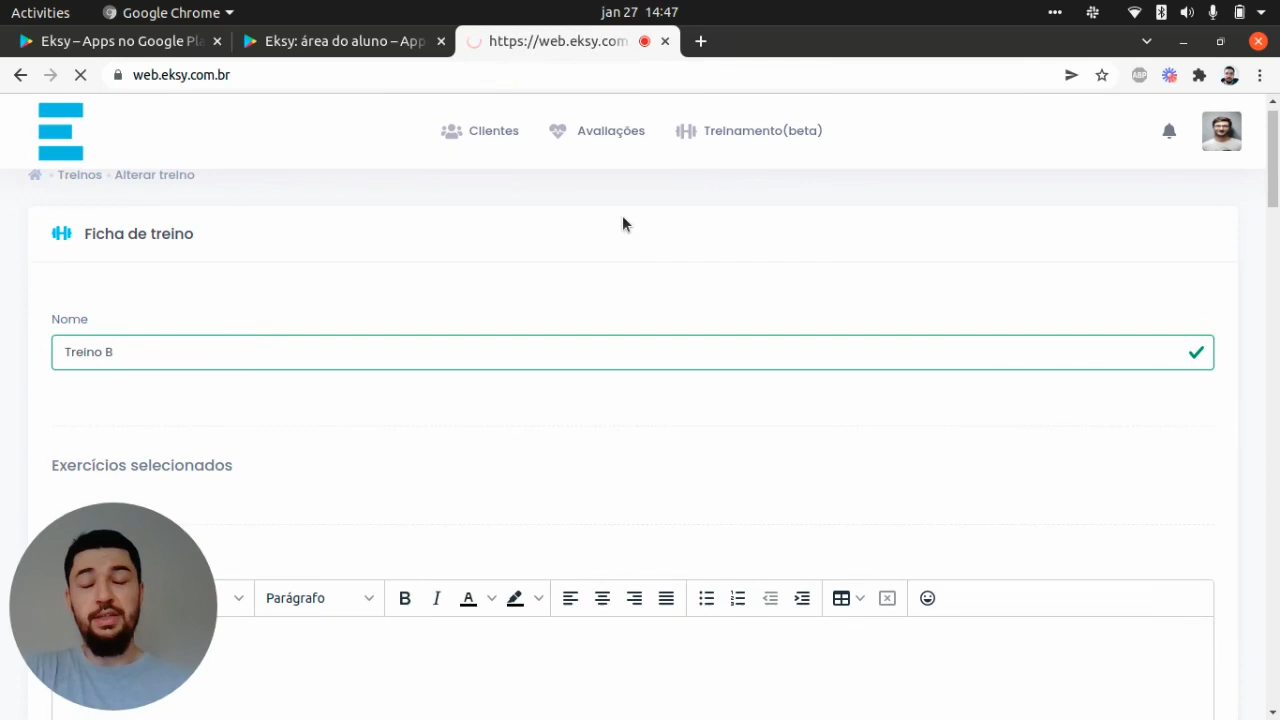 Activities
Google Chrome
jan 27 14:47
Eksy – Apps no Google Pla
Eksy: área do aluno – App
https://web.eksy.com
web.eksy.com.br
ABP
Clientes
Avaliações
Treinamento(beta)
Treinos
Alterar treino
Ficha de treino
Nome
Treino B
Exercícios selecionados
Parágrafo
B
I
A